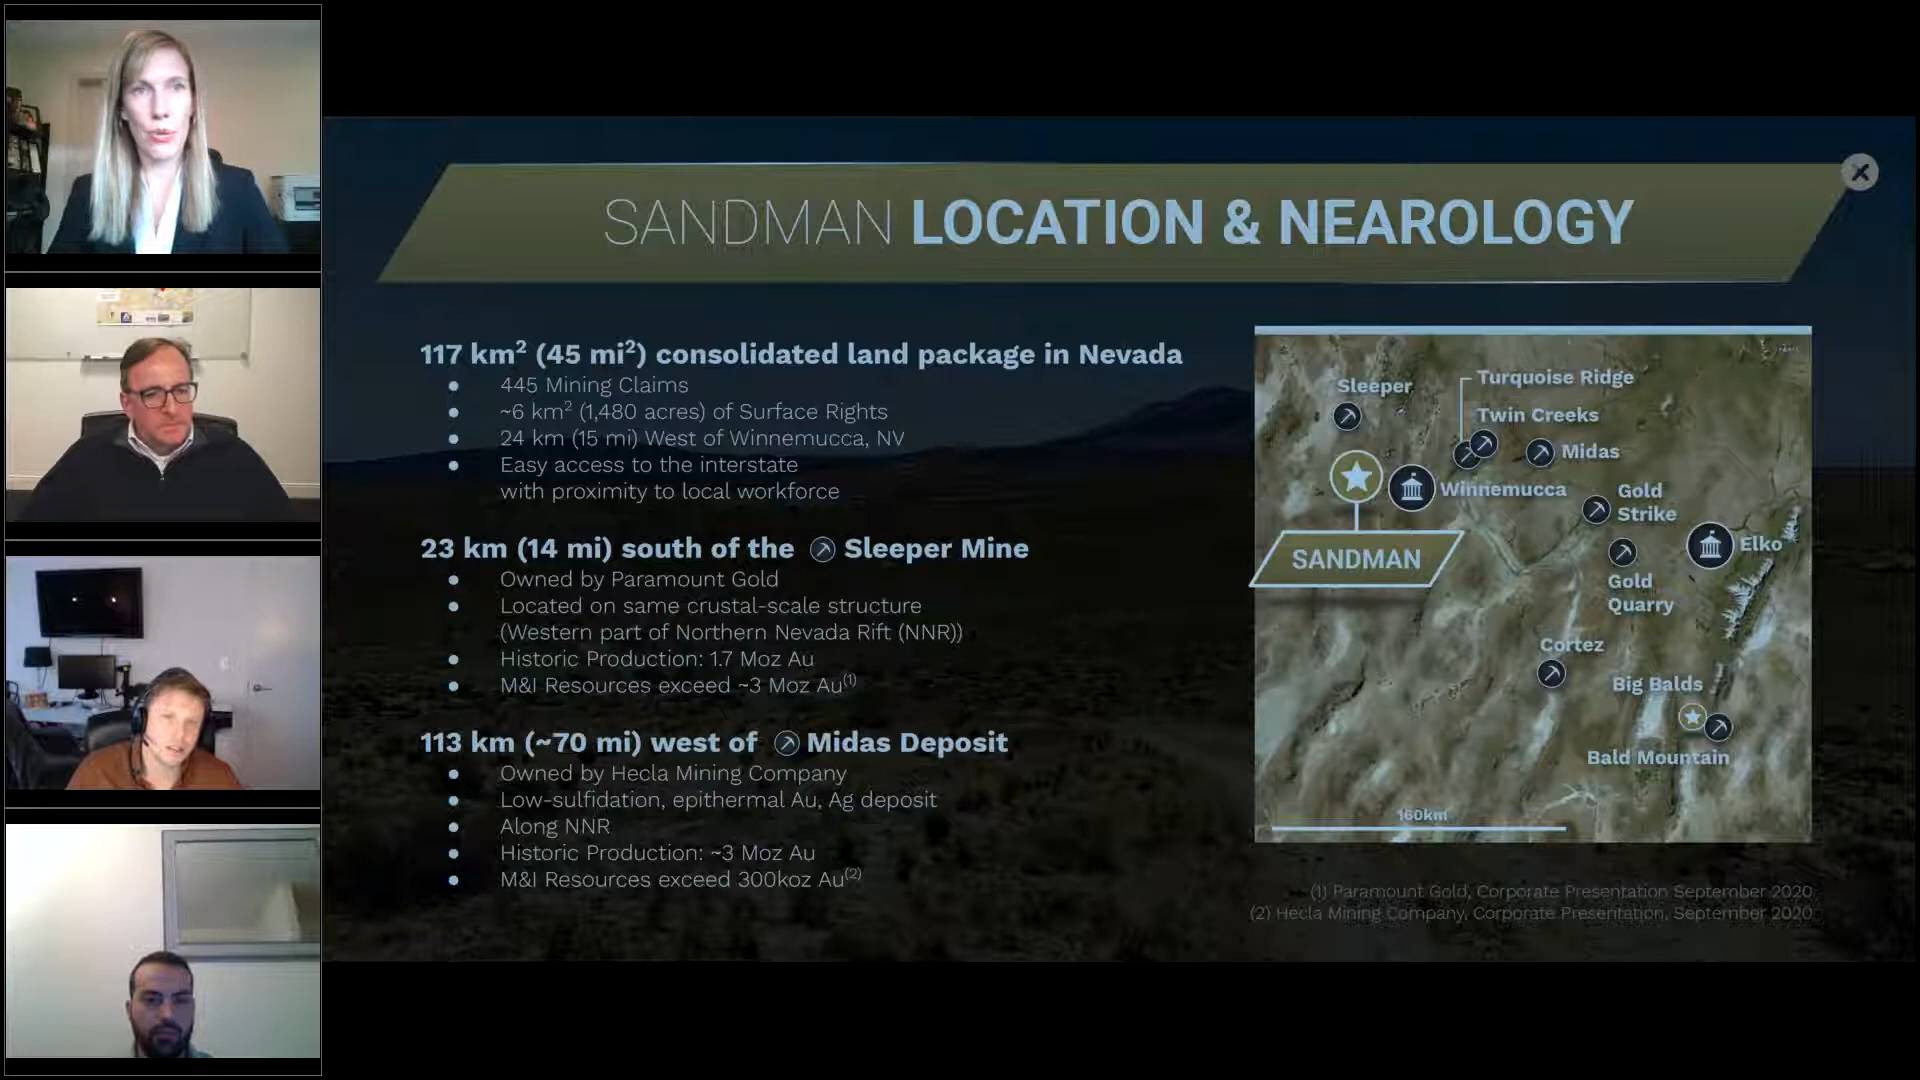 SANDMAN LOCATION & NEAROLOGY
117 km² (45 mi²) consolidated land package in Nevada
445 Mining Claims
~6 km² (1,480 acres) of Surface Rights
24 km (15 mi) West of Winnemucca, NV
Easy access to the interstate
with proximity to local workforce
23 km (14 mi) south of the Sleeper Mine
Owned by Paramount Gold
Located on same crustal-scale structure
(Western part of Northern Nevada Rift (NNR))
Historic Production: 1.7 Moz Au
M&I Resources exceed ~3 Moz Au(1)
113 km (~70 mi) west of Midas Deposit
Owned by Hecla Mining Company
Low-sulfidation, epithermal Au, Ag deposit
Along NNR
Historic Production: ~3 Moz Au
M&I Resources exceed 300koz Au(2)
Sleeper
Turquoise Ridge
Twin Creeks
Midas
Winnemucca
Gold
Strike
SANDMAN
Elko
Gold
Quarry
Cortez
Big Balds
Bald Mountain
160km
(1) Paramount Gold, Corporate Presentation September 2020
(2) Hecla Mining Company, Corporate Presentation, September 2020